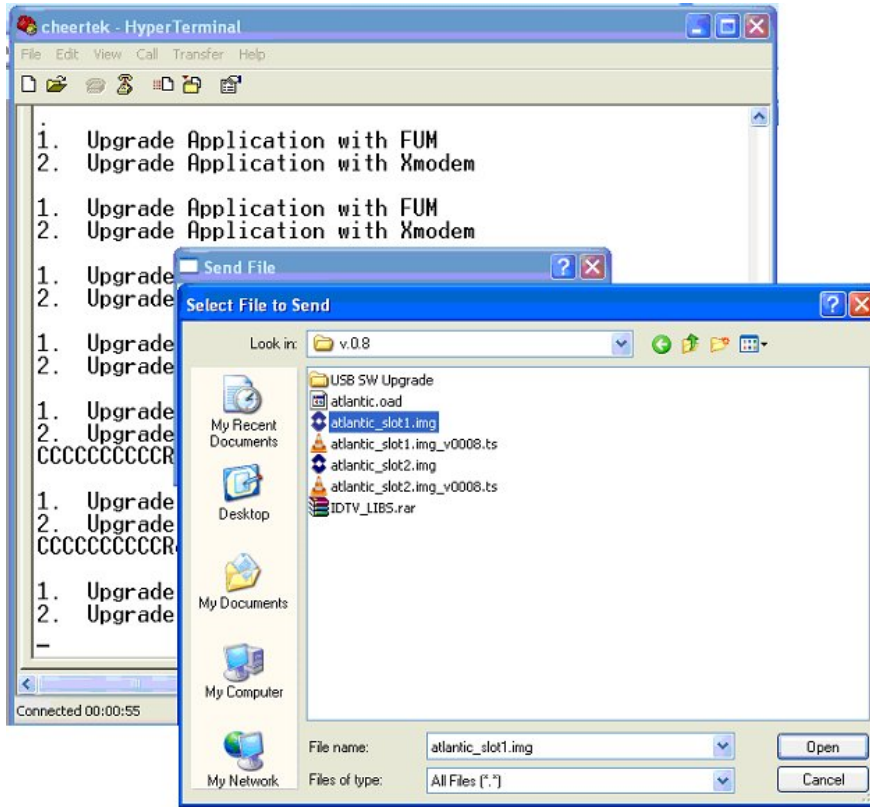 cheertek - HyperTerminal
File Edit View Call Transfer Help
1. Upgrade Application with FUM
2. Upgrade Application with Xmodem
1. Upgrade Application with FUM
2. Upgrade Application with Xmodem
1. Upgrade
2. Upgrade
1. Upgrade
2. Upgrade
1. Upgrade
2. Upgrade
CCCCCCCCCCR
1. Upgrade
2. Upgrade
CCCCCCCCCCR
1. Upgrade
2. Upgrade
Connected 00:00:55
Send File
Select File to Send
Look in: v.0.8
My Recent Documents
Desktop
My Documents
My Computer
My Network
USB SW Upgrade
atlantic.oad
atlantic_slot1.img
atlantic_slot1.img_v0008.ts
atlantic_slot2.img
atlantic_slot2.img_v0008.ts
IDTV_LIBS.rar
File name: atlantic_slot1.img Open
Files of type: All Files (*.*) Cancel